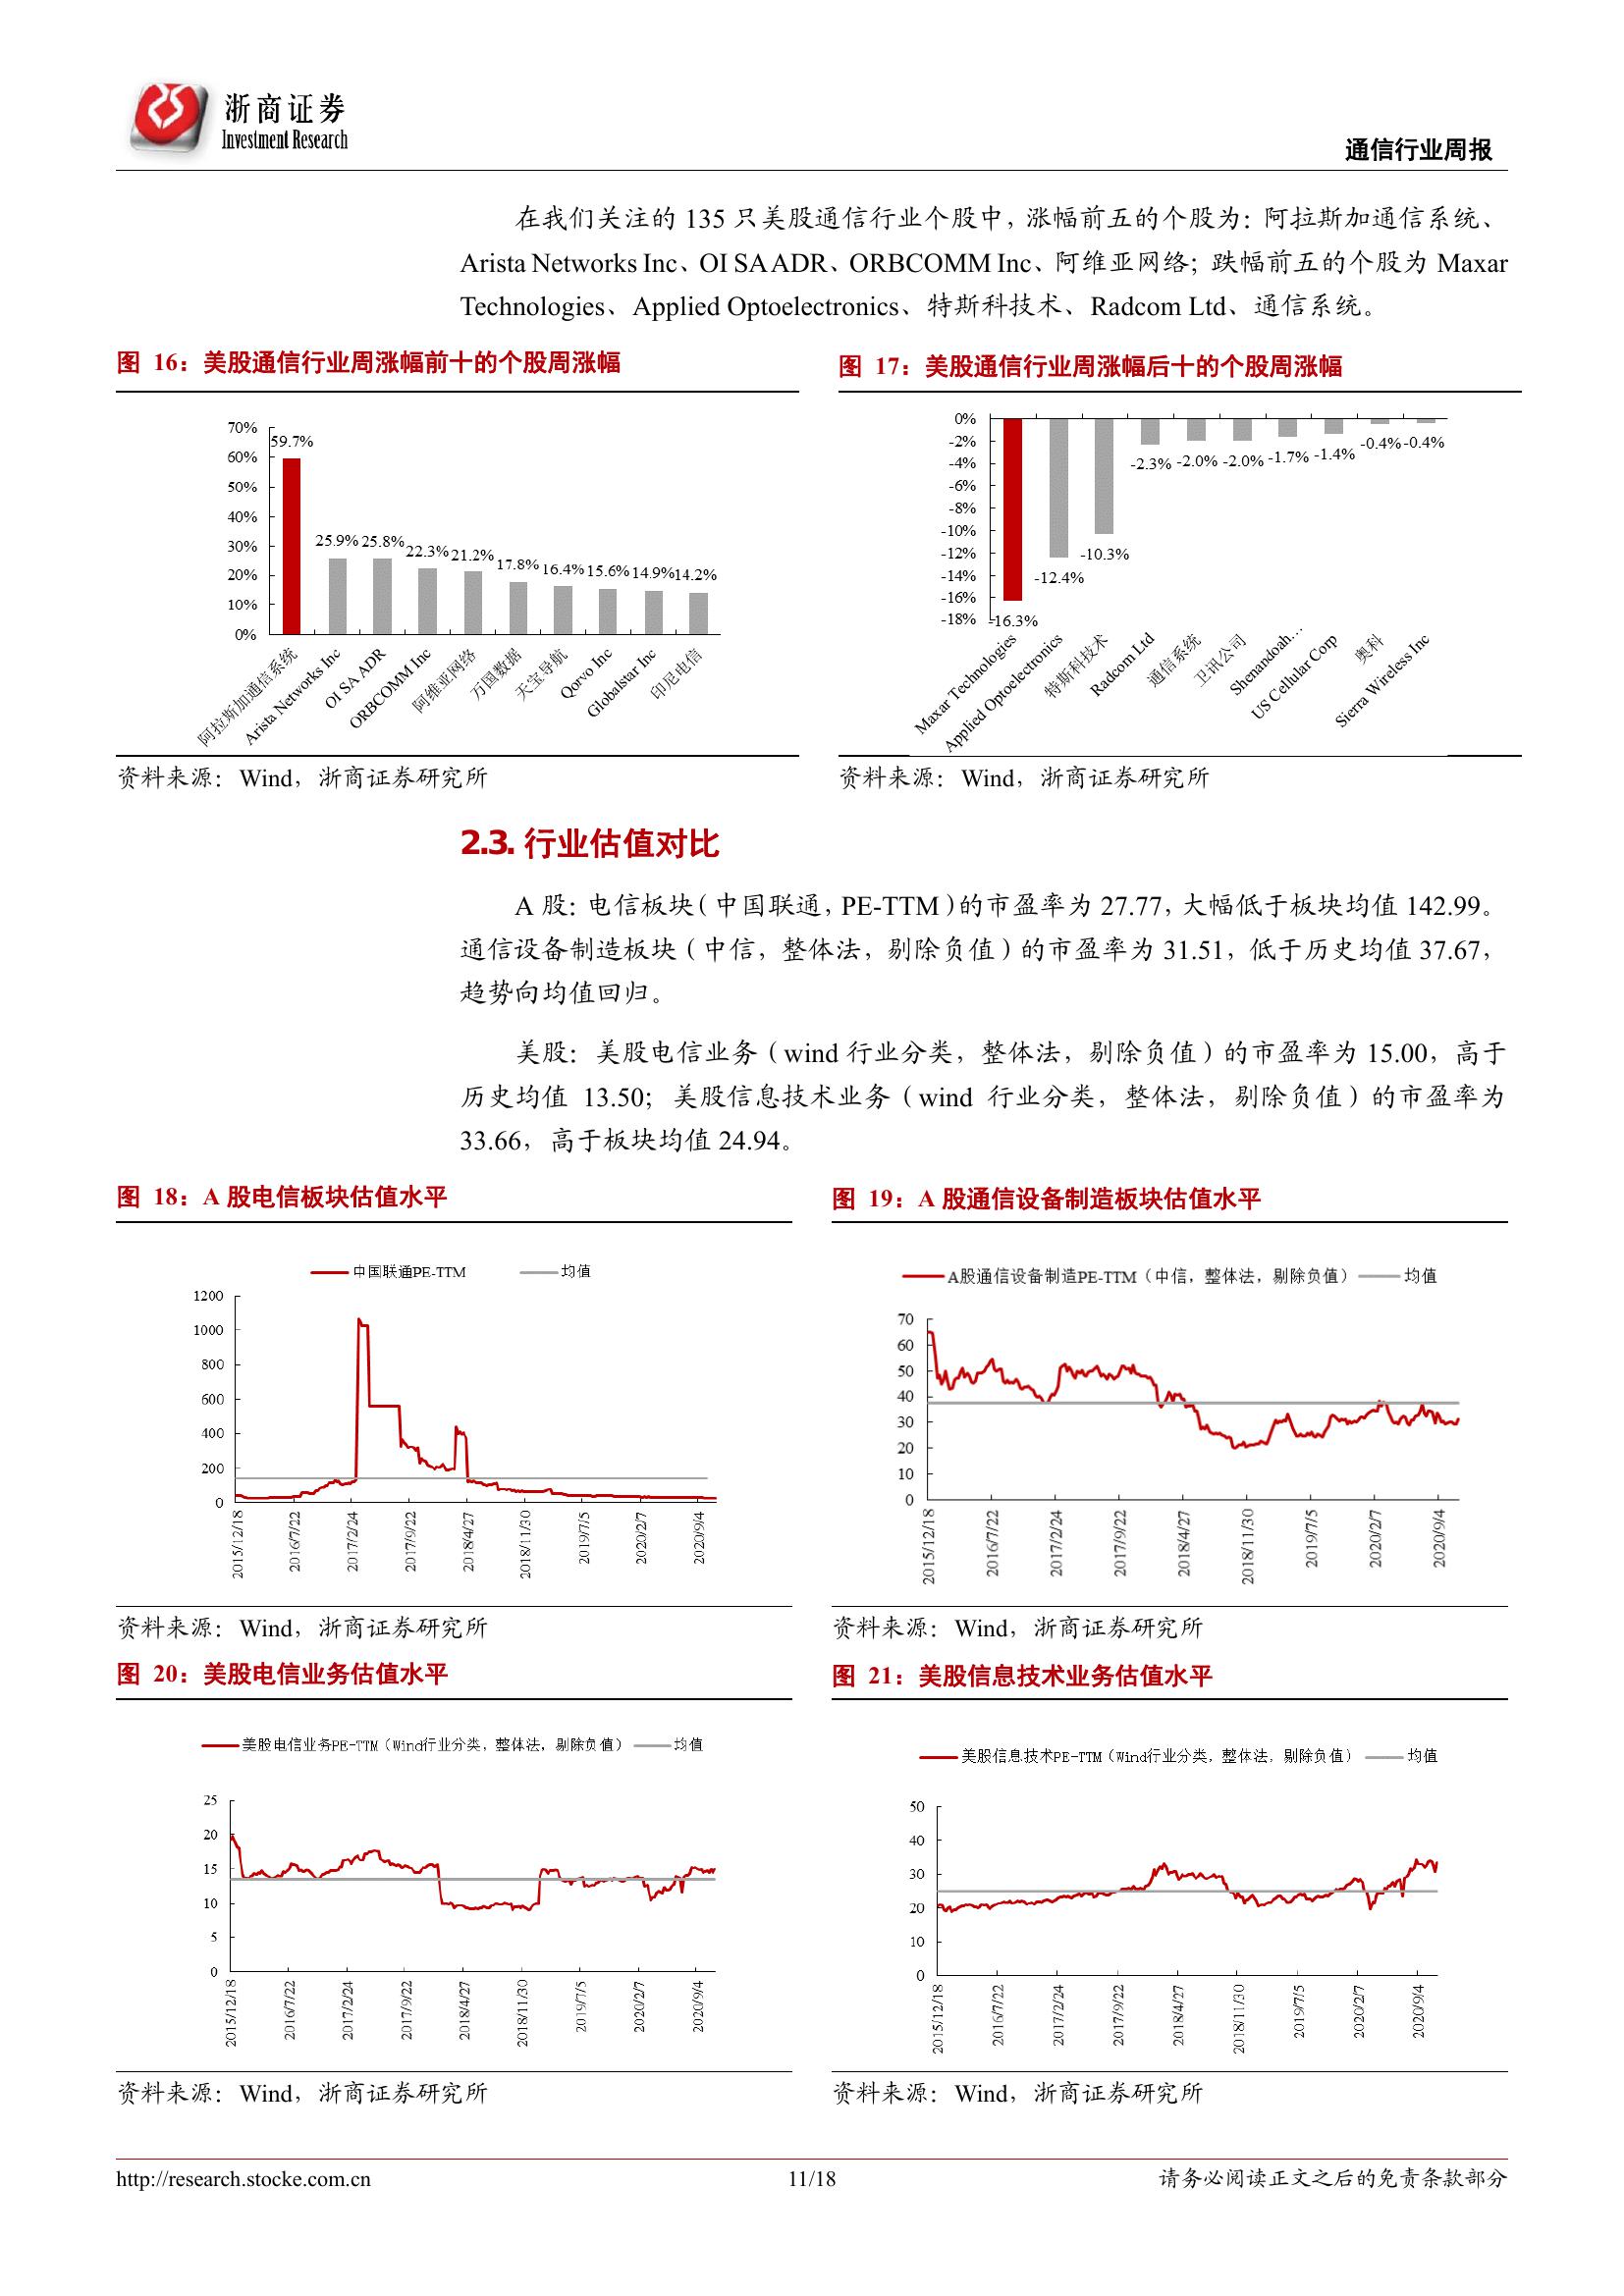 浙商证券
Investment Research
通信行业周报
在我们关注的 135 只美股通信行业个股中，涨幅前五的个股为：阿拉斯加通信系统、
Arista Networks Inc、OI SA ADR、ORBCOMM Inc、阿维亚网络；跌幅前五的个股为 Maxar
Technologies、Applied Optoelectronics、特斯科技术、Radcom Ltd、通信系统。
图 16：美股通信行业周涨幅前十的个股周涨幅
70%
60%
50%
40%
30%
20%
10%
0%
59.7%
25.9%
25.8%
22.3%
21.2%
17.8%
16.4%
15.6%
14.9%
14.2%
阿拉斯加通信系统
Arista Networks Inc
OI SA ADR
ORBCOMM Inc
阿维亚网络
万国数据
天宝导航
Qorvo Inc
Globalstar Inc
印尼电信
资料来源：Wind，浙商证券研究所
图 17：美股通信行业周涨幅后十的个股周涨幅
0%
-2%
-4%
-6%
-8%
-10%
-12%
-14%
-16%
-18%
-16.3%
-12.4%
-10.3%
-2.3%
-2.0%
-2.0%
-1.7%
-1.4%
-0.4%
-0.4%
Maxar Technologies
Applied Optoelectronics
特斯科技术
Radcom Ltd
通信系统
卫讯公司
Shenandoah…
US Cellular Corp
奥科
Sierra Wireless Inc
资料来源：Wind，浙商证券研究所
2.3. 行业估值对比
A 股：电信板块（中国联通，PE-TTM）的市盈率为 27.77，大幅低于板块均值 142.99。
通信设备制造板块（中信，整体法，剔除负值）的市盈率为 31.51，低于历史均值 37.67，
趋势向均值回归。
美股：美股电信业务（wind 行业分类，整体法，剔除负值）的市盈率为 15.00，高于
历史均值 13.50；美股信息技术业务（wind 行业分类，整体法，剔除负值）的市盈率为
33.66，高于板块均值 24.94。
图 18：A 股电信板块估值水平
中国联通PE-TTM
均值
1200
1000
800
600
400
200
0
2015/12/18
2016/7/22
2017/2/24
2017/9/22
2018/4/27
2018/11/30
2019/7/5
2020/2/7
2020/9/4
资料来源：Wind，浙商证券研究所
图 19：A 股通信设备制造板块估值水平
A股通信设备制造PE-TTM（中信，整体法，剔除负值）
均值
70
60
50
40
30
20
10
0
2015/12/18
2016/7/22
2017/2/24
2017/9/22
2018/4/27
2018/11/30
2019/7/5
2020/2/7
2020/9/4
资料来源：Wind，浙商证券研究所
图 20：美股电信业务估值水平
美股电信业务PE-TTM（Wind行业分类，整体法，剔除负值）
均值
25
20
15
10
5
0
2015/12/18
2016/7/22
2017/2/24
2017/9/22
2018/4/27
2018/11/30
2019/7/5
2020/2/7
2020/9/4
资料来源：Wind，浙商证券研究所
图 21：美股信息技术业务估值水平
美股信息技术PE-TTM（Wind行业分类，整体法，剔除负值）
均值
50
40
30
20
10
0
2015/12/18
2016/7/22
2017/2/24
2017/9/22
2018/4/27
2018/11/30
2019/7/5
2020/2/7
2020/9/4
资料来源：Wind，浙商证券研究所
http://research.stocke.com.cn
11/18
请务必阅读正文之后的免责条款部分